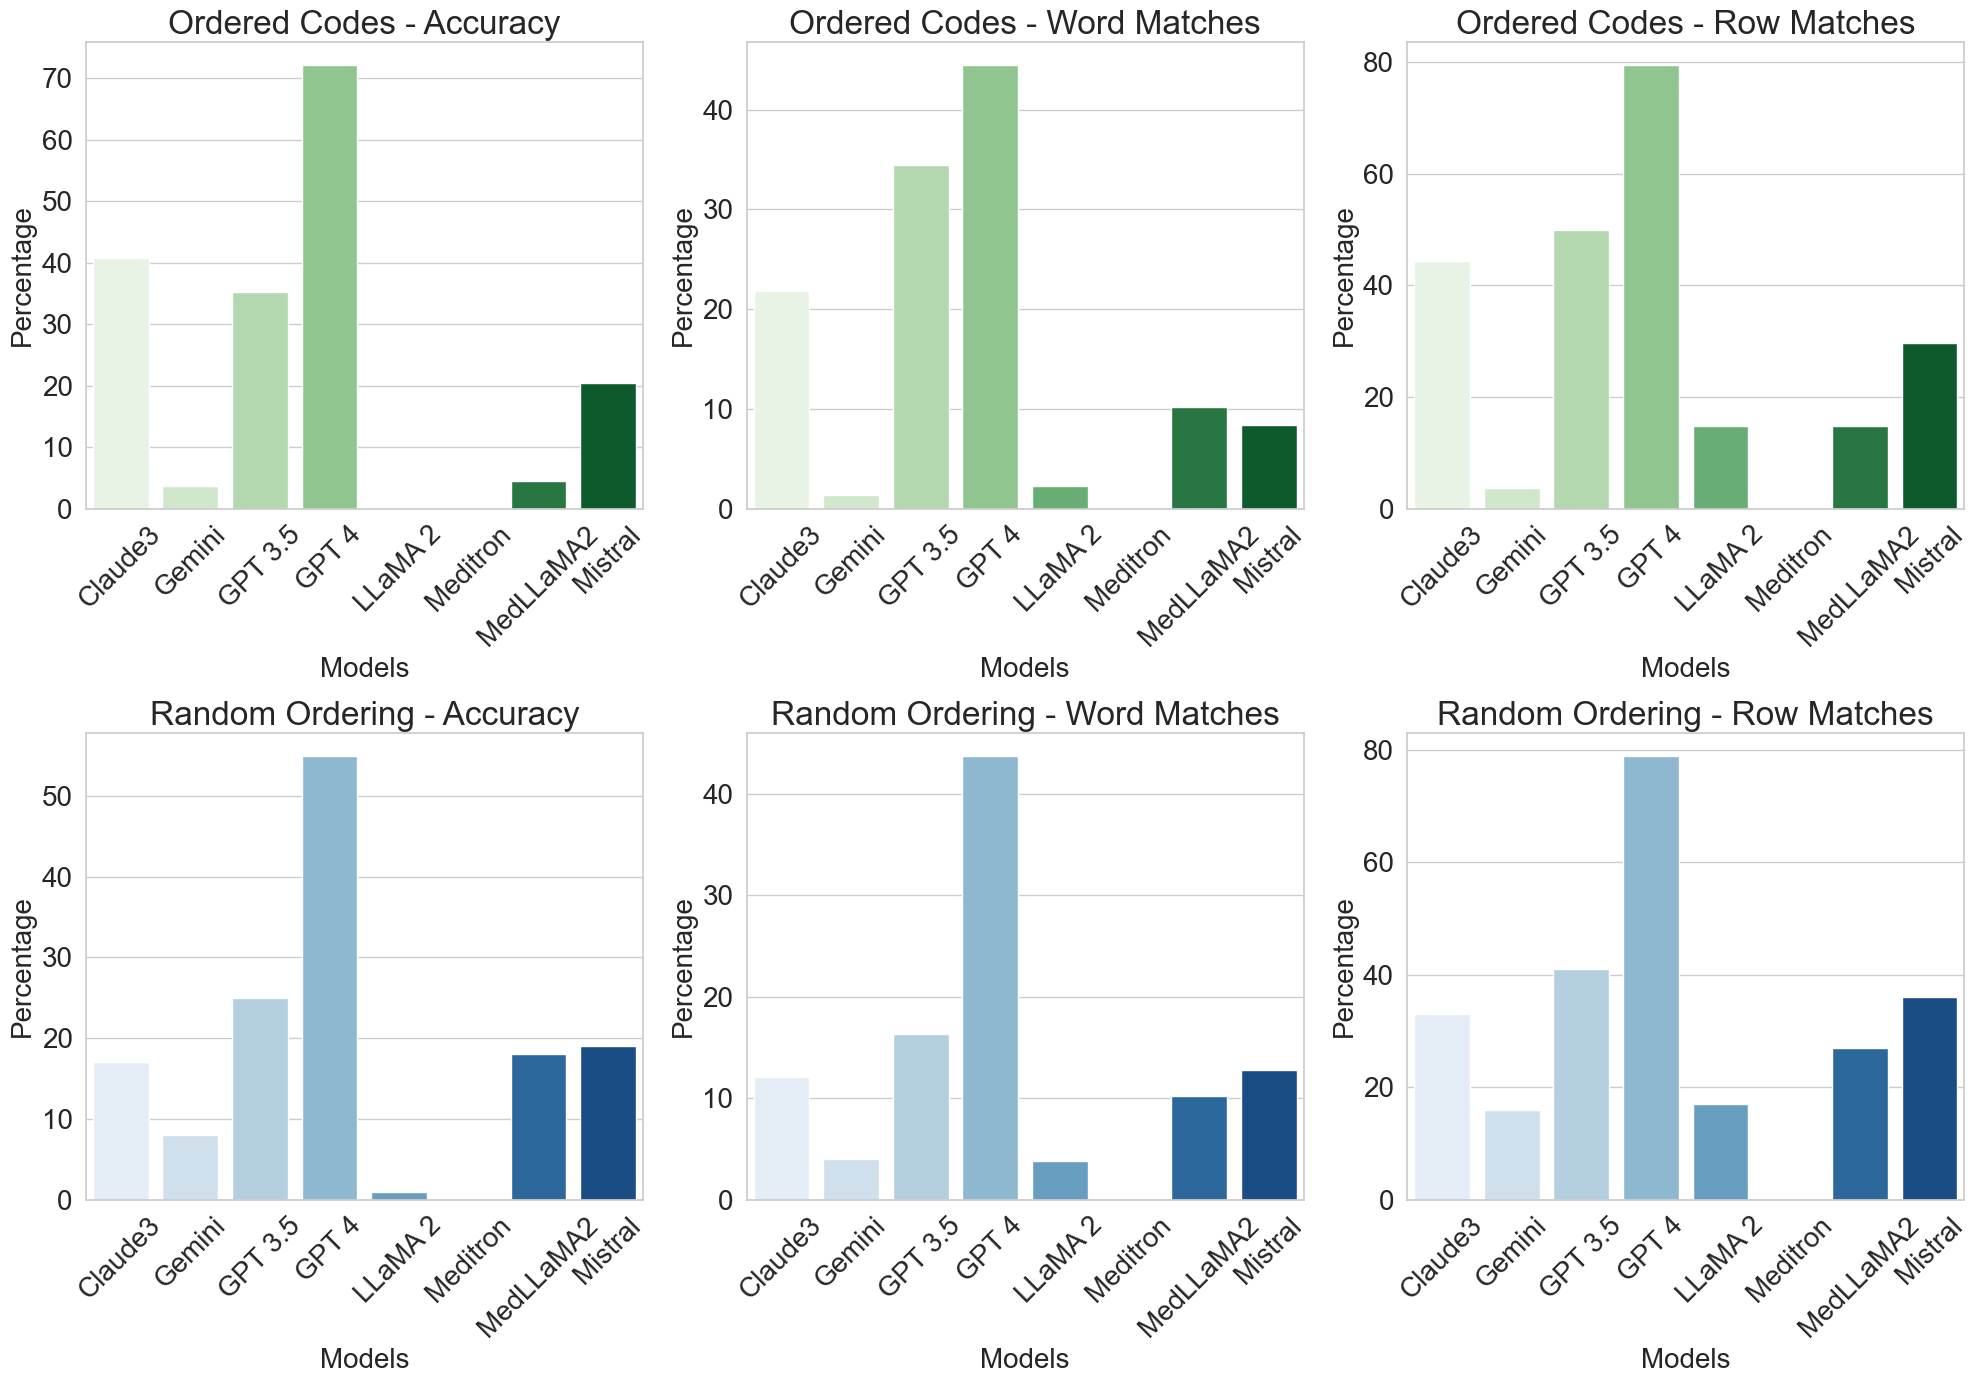 Ordered Codes - Accuracy
Percentage
70
60
50
40
30
20
10
0
Claude3
Gemini
GPT 3.5
GPT 4
LLaMA 2
Meditron
MedLLaMA2
Mistral
Models
Ordered Codes - Word Matches
Percentage
40
30
20
10
0
Claude3
Gemini
GPT 3.5
GPT 4
LLaMA 2
Meditron
MedLLaMA2
Mistral
Models
Ordered Codes - Row Matches
Percentage
80
60
40
20
0
Claude3
Gemini
GPT 3.5
GPT 4
LLaMA 2
Meditron
MedLLaMA2
Mistral
Models
Random Ordering - Accuracy
Percentage
50
40
30
20
10
0
Claude3
Gemini
GPT 3.5
GPT 4
LLaMA 2
Meditron
MedLLaMA2
Mistral
Models
Random Ordering - Word Matches
Percentage
40
30
20
10
0
Claude3
Gemini
GPT 3.5
GPT 4
LLaMA 2
Meditron
MedLLaMA2
Mistral
Models
Random Ordering - Row Matches
Percentage
80
60
40
20
0
Claude3
Gemini
GPT 3.5
GPT 4
LLaMA 2
Meditron
MedLLaMA2
Mistral
Models